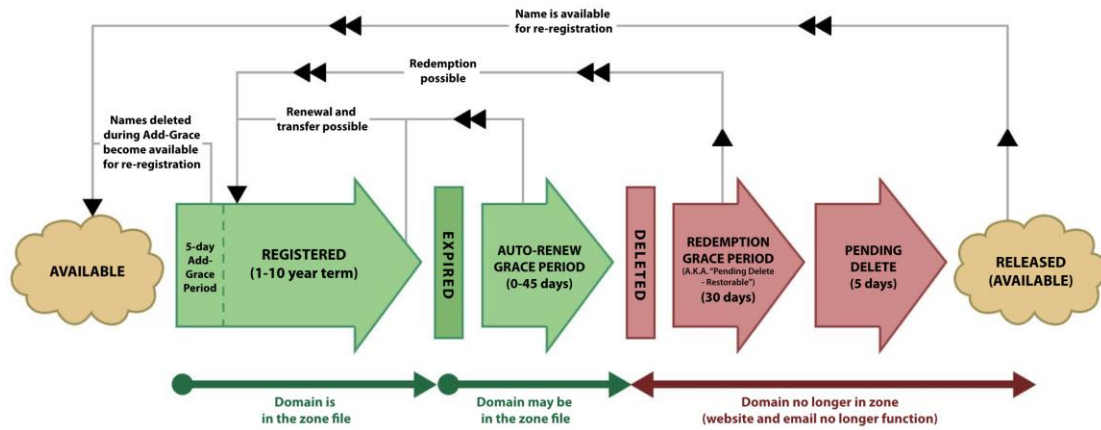 Name is available
for re-registration
Redemption
possible
Renewal and
transfer possible
Names deleted
during Add-Grace
become available
for re-registration
AVAILABLE
5-day
Add-
Grace
Period
REGISTERED
(1-10 year term)
EXPIRED
AUTO-RENEW
GRACE PERIOD
(0-45 days)
DELETED
REDEMPTION
GRACE PERIOD
(A.K.A. "Pending Delete
- Restorable")
(30 days)
PENDING
DELETE
(5 days)
RELEASED
(AVAILABLE)
Domain is
in the zone file
Domain may be
in the zone file
Domain no longer in zone
(website and email no longer function)